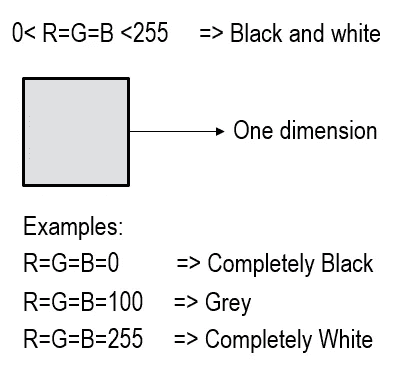 0< R=G=B <255 => Black and white
One dimension
Examples:
R=G=B=0 => Completely Black
R=G=B=100 => Grey
R=G=B=255 => Completely White